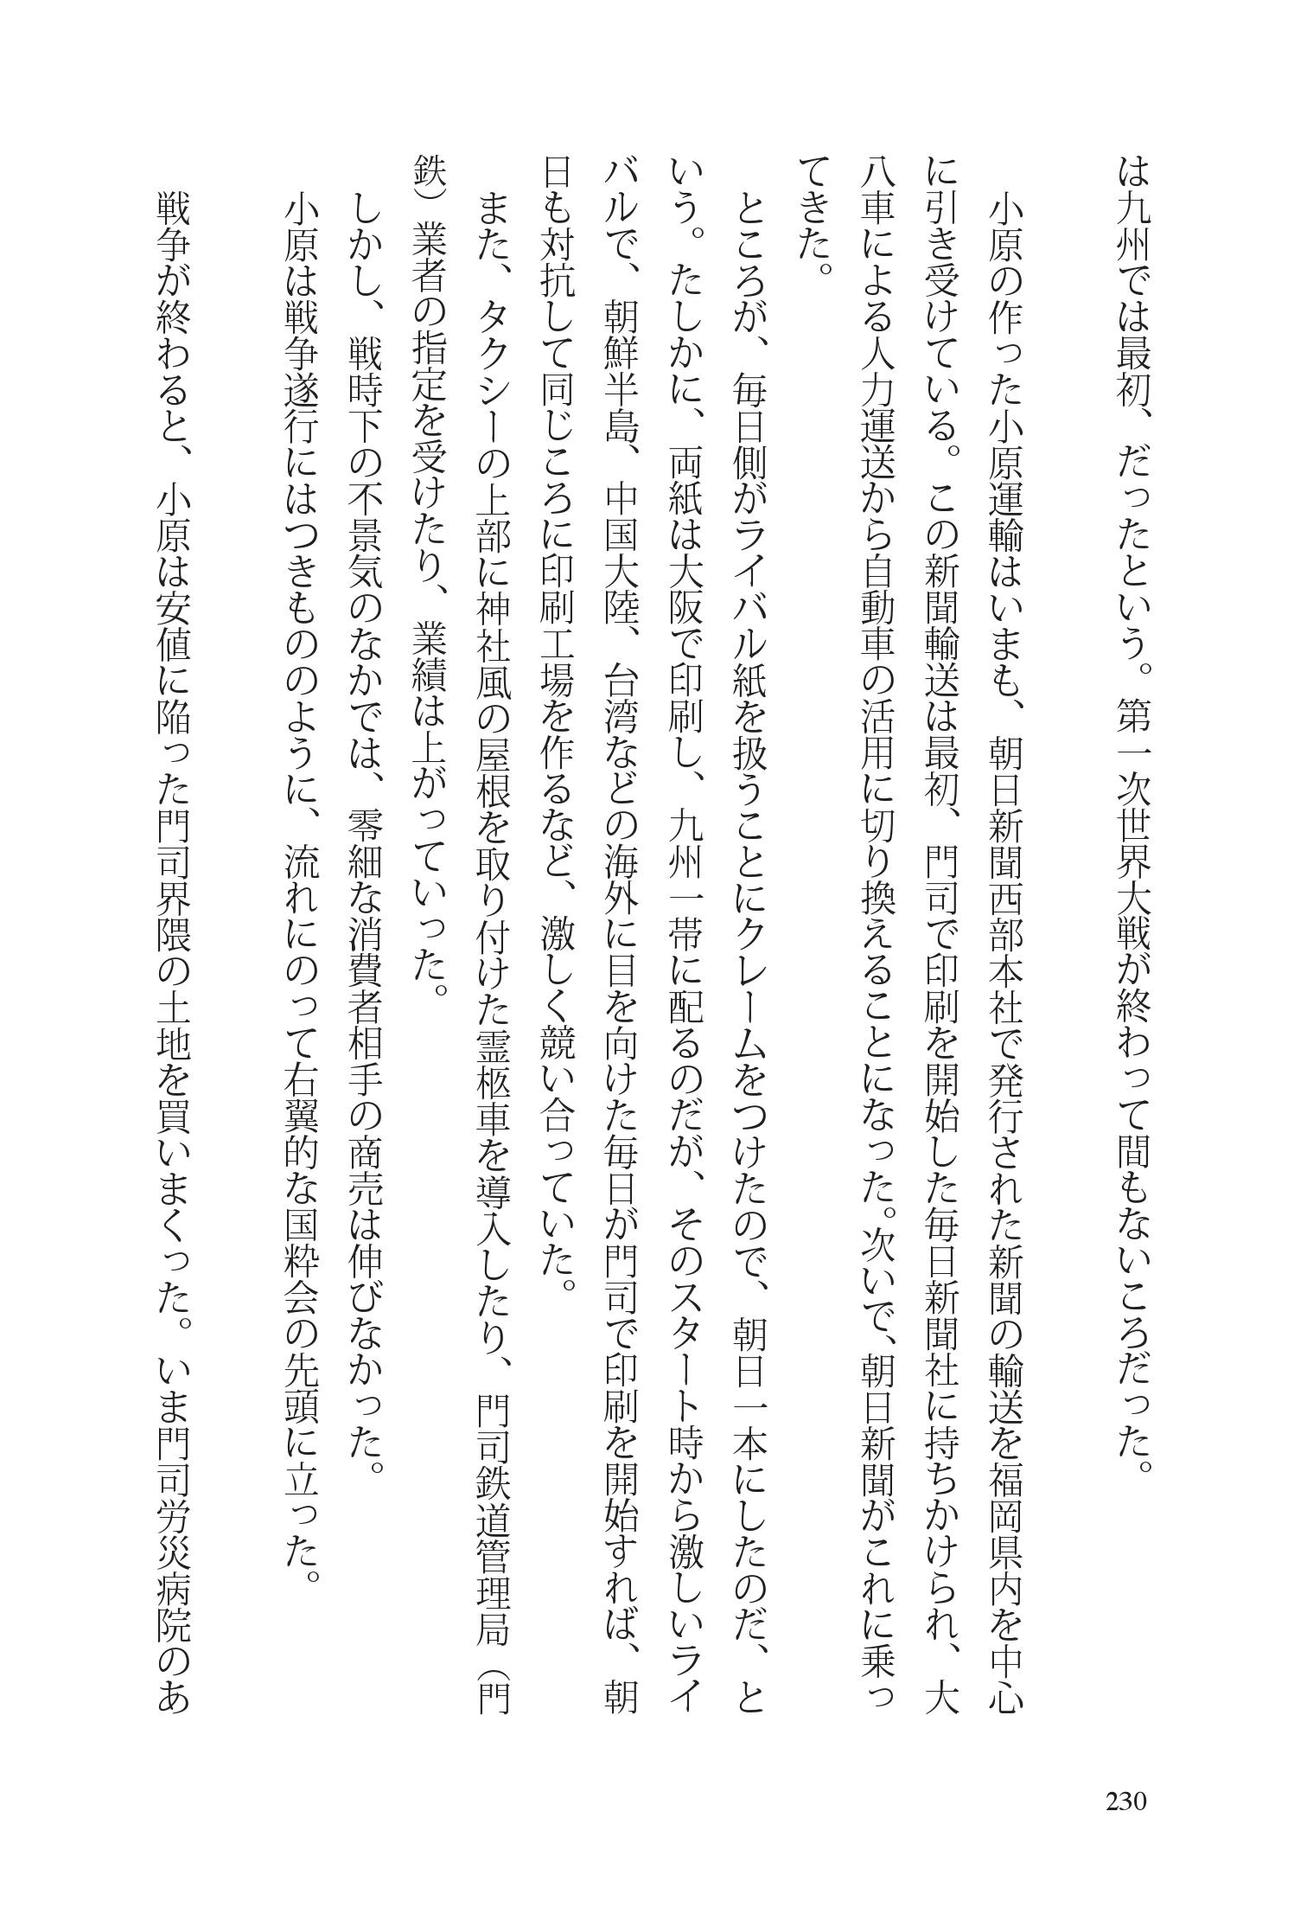 は九州では最初、だったという。第一次世界大戦が終わって間もないころだった。
小原の作った小原運輸はいまも、朝日新聞西部本社で発行された新聞の輸送を福岡県内を中心
に引き受けている。この新聞輸送は最初、門司で印刷を開始した毎日新聞社に持ちかけられ、大
八車による人力運送から自動車の活用に切り換えることになった。次いで、朝日新聞がこれに乗っ
てきた。
ところが、毎日側がライバル紙を扱うことにクレームをつけたので、朝日一本にしたのだ、と
いう。たしかに、両紙は大阪で印刷し、九州一帯に配るのだが、そのスタート時から激しいライ
バルで、朝鮮半島、中国大陸、台湾などの海外に目を向けた毎日が門司で印刷を開始すれば、朝
日も対抗して同じころに印刷工場を作るなど、激しく競い合っていた。
また、タクシーの上部に神社風の屋根を取り付けた霊柩車を導入したり、門司鉄道管理局（門
鉄）業者の指定を受けたり、業績は上がっていった。
しかし、戦時下の不景気のなかでは、零細な消費者相手の商売は伸びなかった。
小原は戦争遂行にはつきもののように、流れにのって右翼的な国粋会の先頭に立った。
戦争が終わると、小原は安値に陥った門司界隈の土地を買いまくった。いま門司労災病院のあ
230